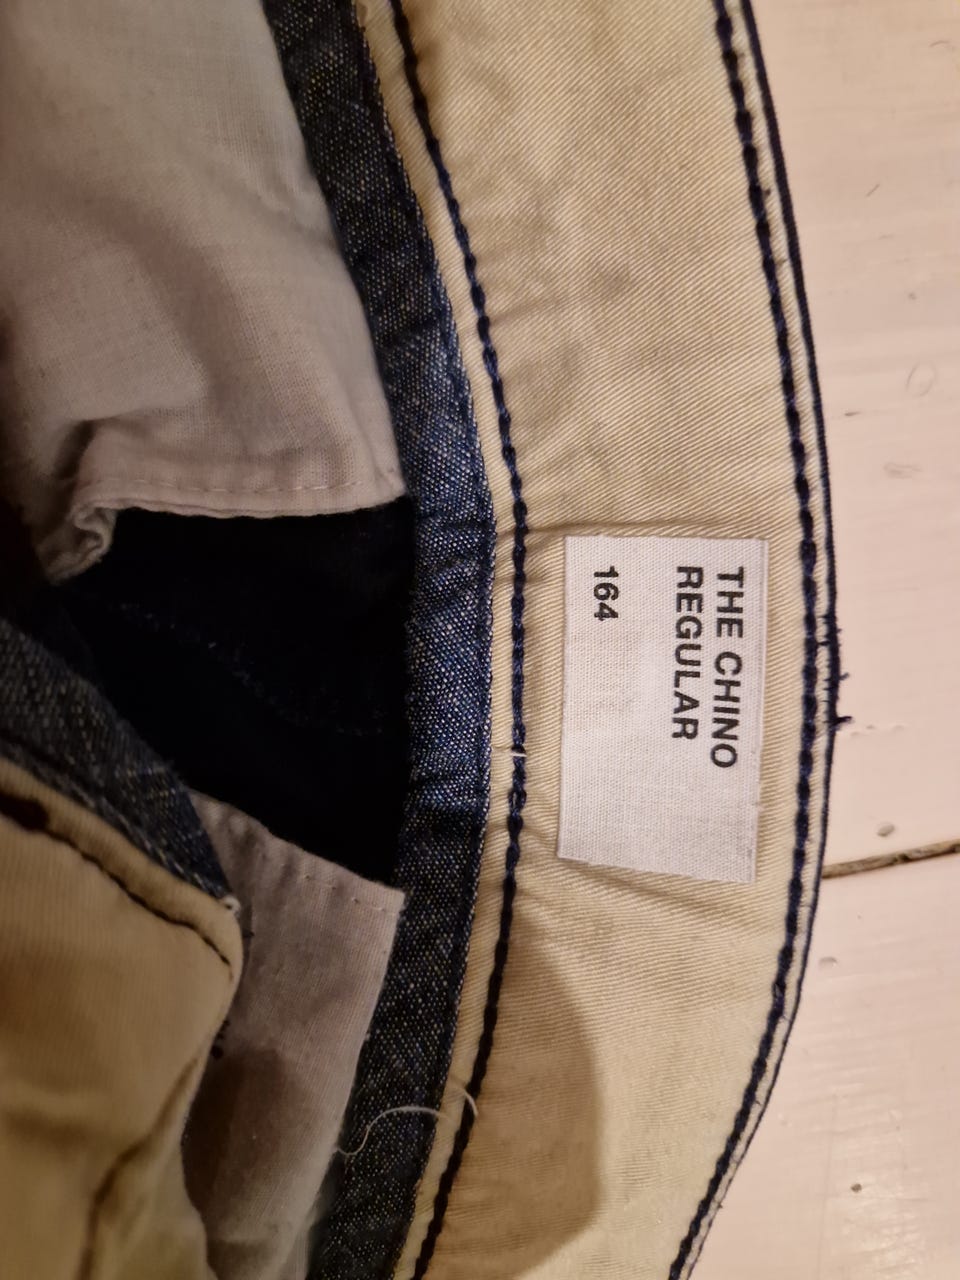 THE CHINO
REGULAR
164